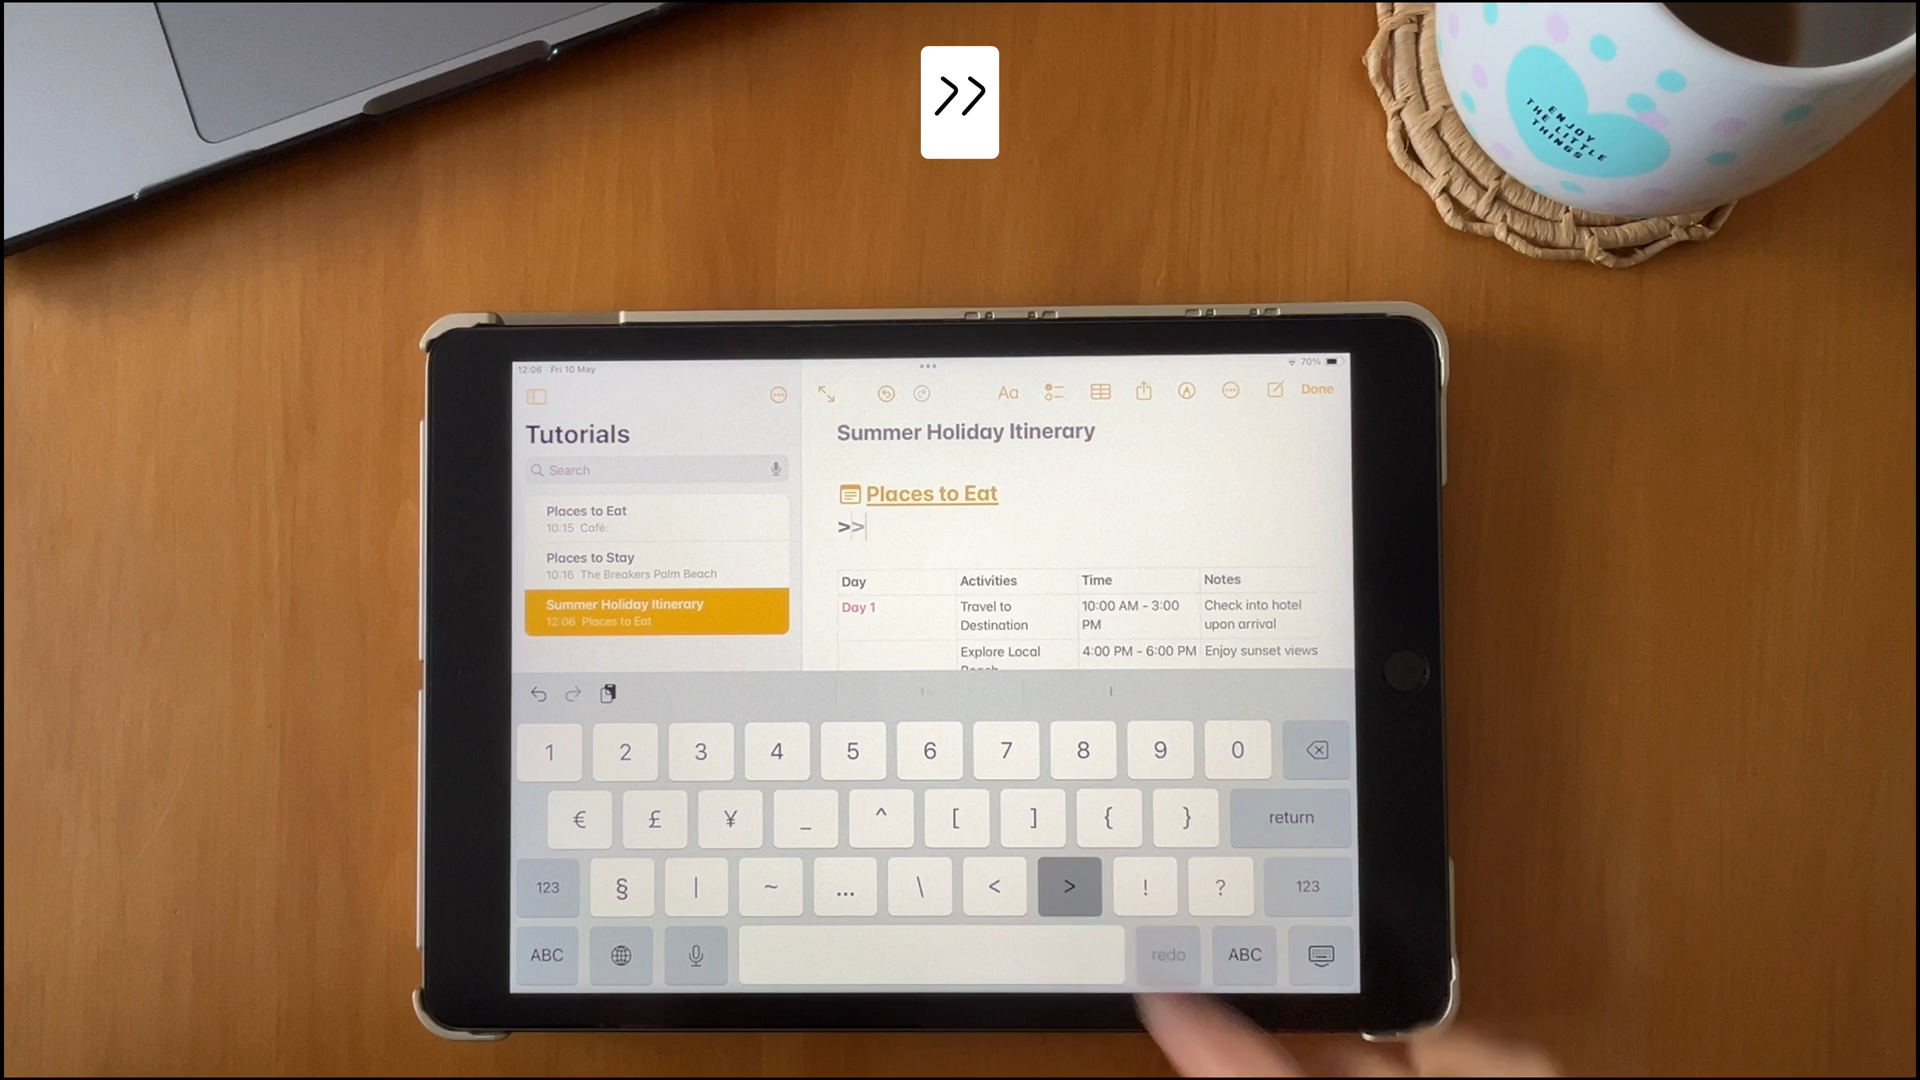 >>
ENJOY
THE LITTLE
THINGS
12:06 Fri 10 May
70%
Aa
Done
Tutorials
Search
Places to Eat
10:15 Café:
Places to Stay
10:16 The Breakers Palm Beach
Summer Holiday Itinerary
12:06 Places to Eat
Summer Holiday Itinerary
Places to Eat
>>
Day Activities Time Notes
Day 1 Travel to Destination 10:00 AM - 3:00 PM Check into hotel upon arrival
Explore Local 4:00 PM - 6:00 PM Enjoy sunset views
1 2 3 4 5 6 7 8 9 0
€ £ ¥ _ ^ [ ] { } return
123 § | ~ … \ < > ! ? 123
ABC redo ABC